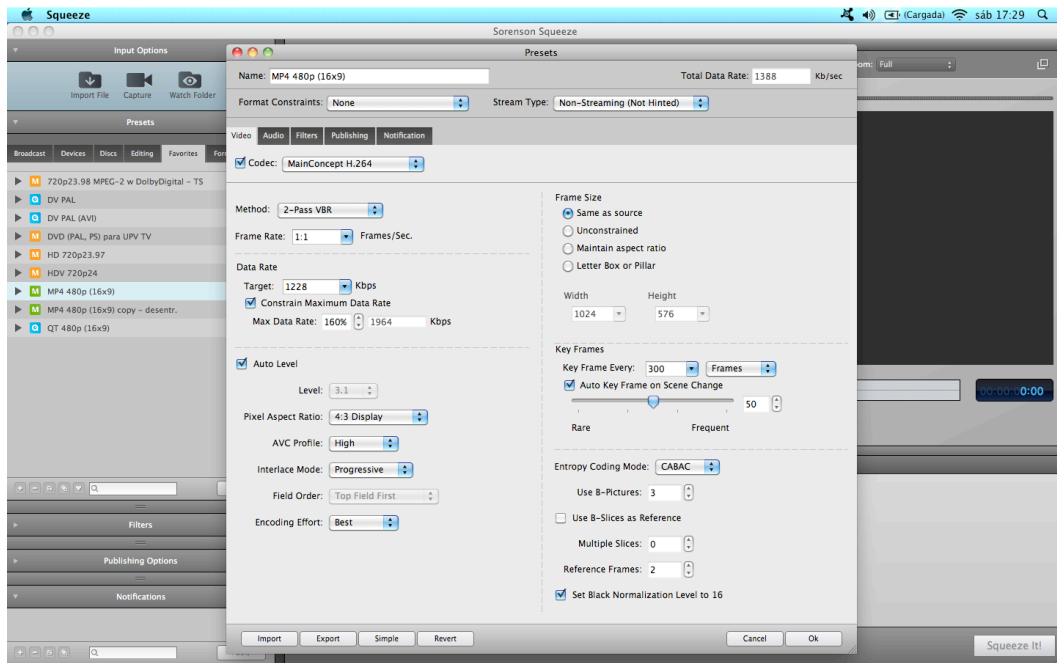 Squeeze
(Cargada)
sáb 17:29
Sorenson Squeeze
Input Options
Import File
Capture
Watch Folder
Presets
Broadcast
Devices
Discs
Editing
Favorites
720p23.98 MPEG-2 w DolbyDigital - TS
DV PAL
DV PAL (AVI)
DVD (PAL, PS) para UPV TV
HD 720p23.97
HDV 720p24
MP4 480p (16x9)
MP4 480p (16x9) copy - desentr.
QT 480p (16x9)
Filters
Publishing Options
Notifications
Presets
Name: MP4 480p (16x9)
Total Data Rate: 1388 Kb/sec
Format Constraints: None
Stream Type: Non-Streaming (Not Hinted)
Video
Audio
Filters
Publishing
Notification
Codec: MainConcept H.264
Method: 2-Pass VBR
Frame Rate: 1:1 Frames/Sec.
Data Rate
Target: 1228 Kbps
Constrain Maximum Data Rate
Max Data Rate: 160% 1964 Kbps
Auto Level
Level: 3.1
Pixel Aspect Ratio: 4:3 Display
AVC Profile: High
Interlace Mode: Progressive
Field Order: Top Field First
Encoding Effort: Best
Frame Size
Same as source
Unconstrained
Maintain aspect ratio
Letter Box or Pillar
Width
Height
1024
576
Key Frames
Key Frame Every: 300 Frames
Auto Key Frame on Scene Change
50
Rare
Frequent
Entropy Coding Mode: CABAC
Use B-Pictures: 3
Use B-Slices as Reference
Multiple Slices: 0
Reference Frames: 2
Set Black Normalization Level to 16
Import
Export
Simple
Revert
Cancel
Ok
Full
00:00:00:00
Squeeze It!